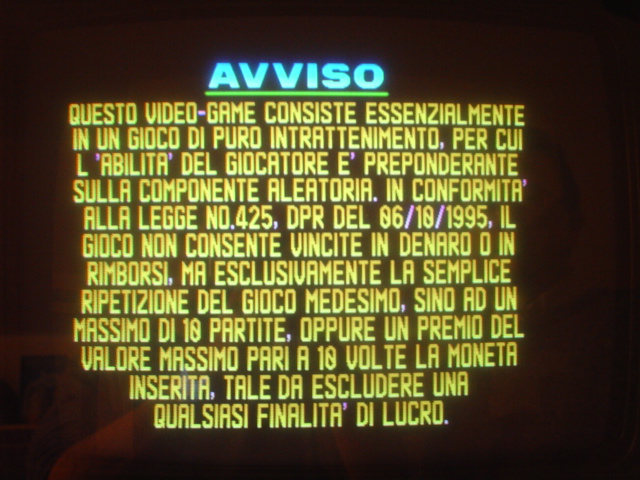 AVVISO
QUESTO VIDEO-GAME CONSISTE ESSENZIALMENTE
IN UN GIOCO DI PURO INTRATTENIMENTO, PER CUI
L 'ABILITA' DEL GIOCATORE E' PREPONDERANTE
SULLA COMPONENTE ALEATORIA. IN CONFORMITA'
ALLA LEGGE NO.425, DPR DEL 06/10/1995, IL
GIOCO NON CONSENTE VINCITE IN DENARO O IN
RIMBORSI, MA ESCLUSIVAMENTE LA SEMPLICE
RIPETIZIONE DEL GIOCO MEDESIMO, SINO AD UN
MASSIMO DI 10 PARTITE, OPPURE UN PREMIO DEL
VALORE MASSIMO PARI A 10 VOLTE LA MONETA
INSERITA, TALE DA ESCLUDERE UNA
QUALSIASI FINALITA' DI LUCRO.